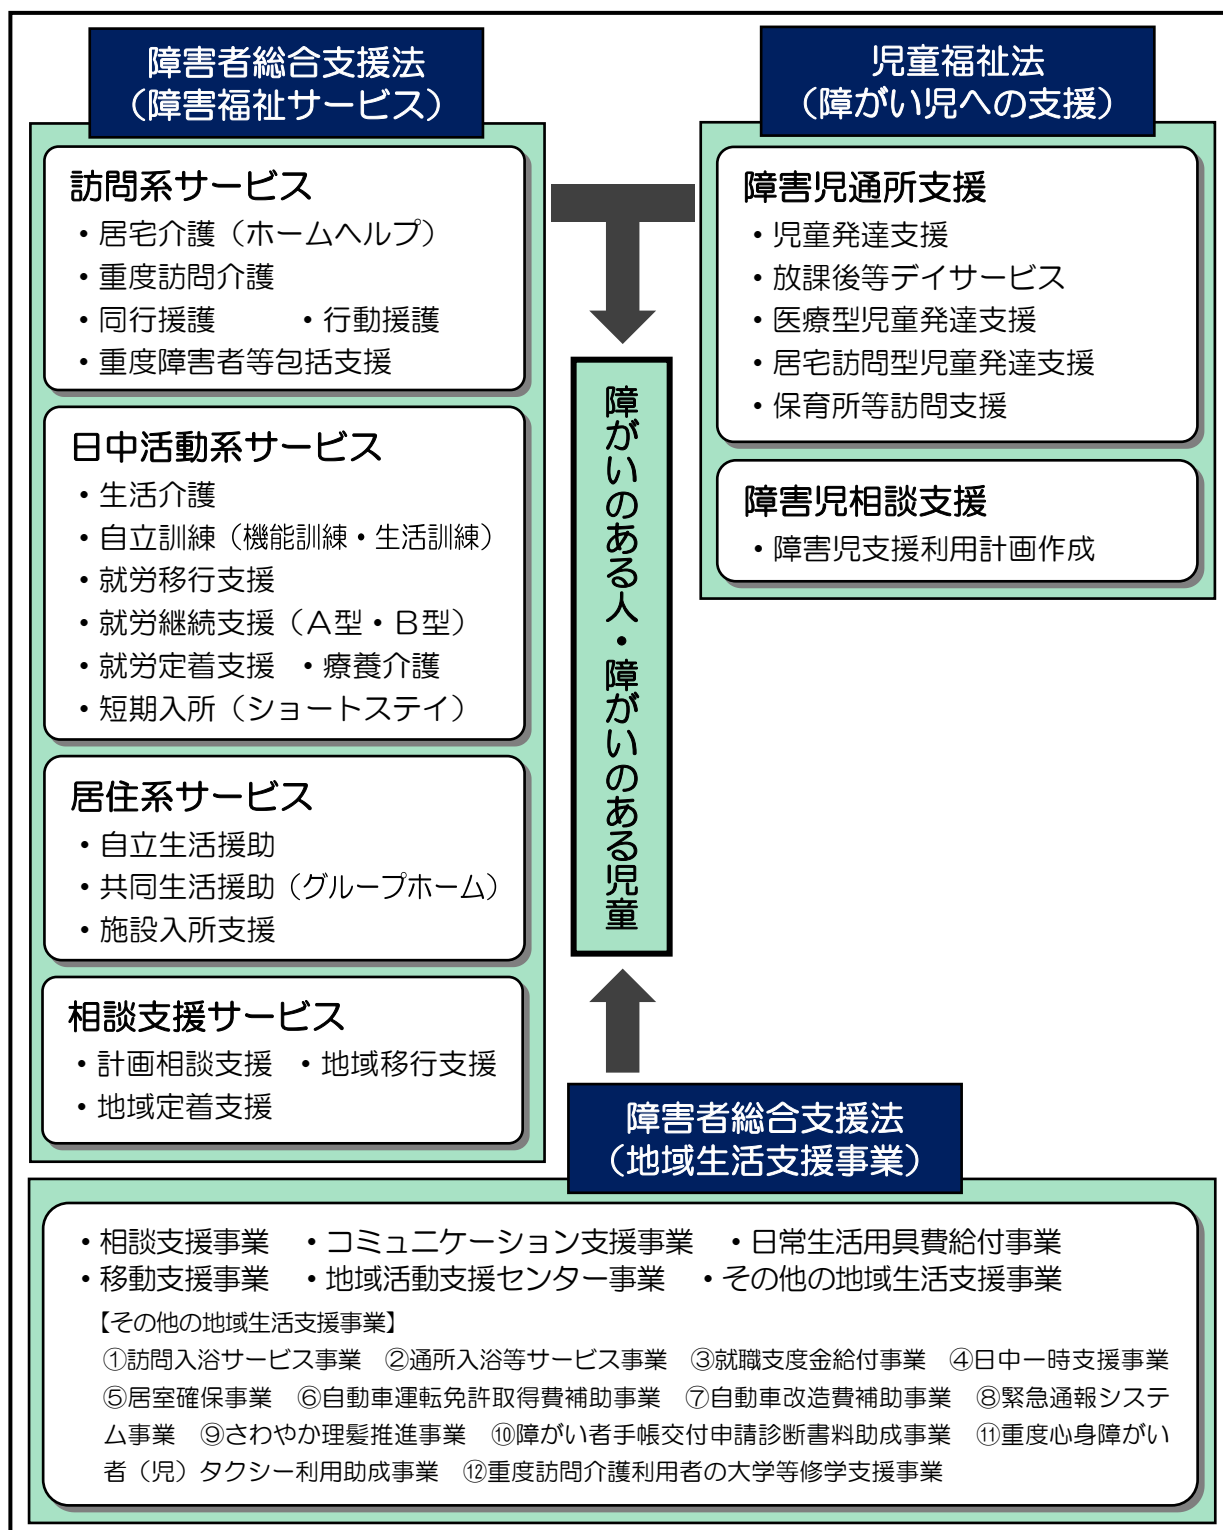 障害者総合支援法
（障害福祉サービス）
訪問系サービス
・居宅介護（ホームヘルプ）
・重度訪問介護
・同行援護　・行動援護
・重度障害者等包括支援
日中活動系サービス
・生活介護
・自立訓練（機能訓練・生活訓練）
・就労移行支援
・就労継続支援（Ａ型・Ｂ型）
・就労定着支援　・療養介護
・短期入所（ショートステイ）
居住系サービス
・自立生活援助
・共同生活援助（グループホーム）
・施設入所支援
相談支援サービス
・計画相談支援　・地域移行支援
・地域定着支援
児童福祉法
（障がい児への支援）
障害児通所支援
・児童発達支援
・放課後等デイサービス
・医療型児童発達支援
・居宅訪問型児童発達支援
・保育所等訪問支援
障害児相談支援
・障害児支援利用計画作成
障がいのある人・障がいのある児童
障害者総合支援法
（地域生活支援事業）
・相談支援事業　・コミュニケーション支援事業　・日常生活用具費給付事業
・移動支援事業　・地域活動支援センター事業　・その他の地域生活支援事業
【その他の地域生活支援事業】
①訪問入浴サービス事業　②通所入浴等サービス事業　③就職支度金給付事業　④日中一時支援事業
⑤居室確保事業　⑥自動車運転免許取得費補助事業　⑦自動車改造費補助事業　⑧緊急通報システ
ム事業　⑨さわやか理髪推進事業　⑩障がい者手帳交付申請診断書料助成事業　⑪重度心身障がい
者（児）タクシー利用助成事業　⑫重度訪問介護利用者の大学等修学支援事業